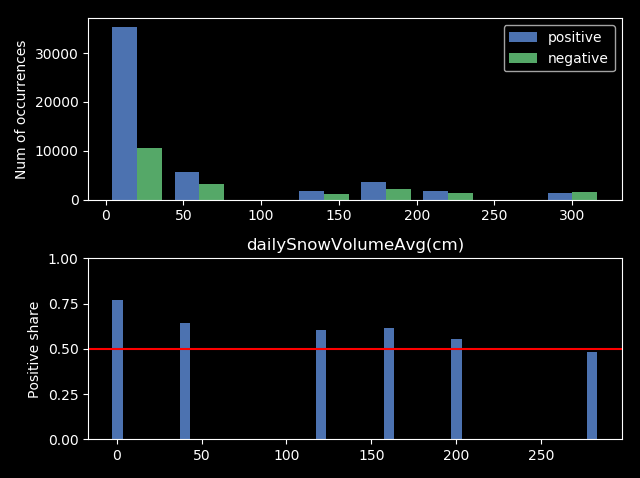 30000
20000
10000
0
Num of occurrences
positive
negative
0 50 100 150 200 250 300
dailySnowVolumeAvg(cm)
1.00
0.75
0.50
0.25
0.00
Positive share
0 50 100 150 200 250